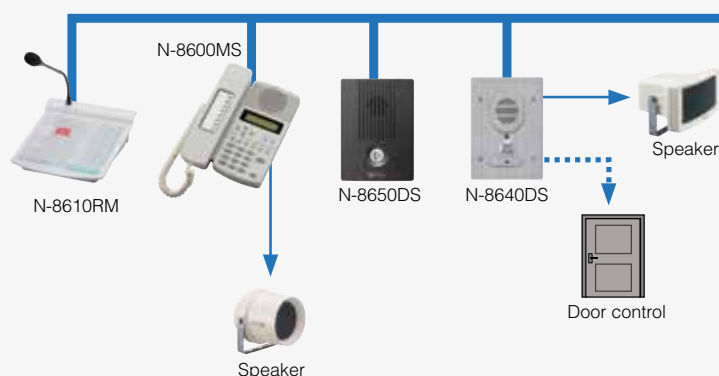 N-8600MS
Speaker
N-8610RM
N-8650DS
N-8640DS
Door control
Speaker